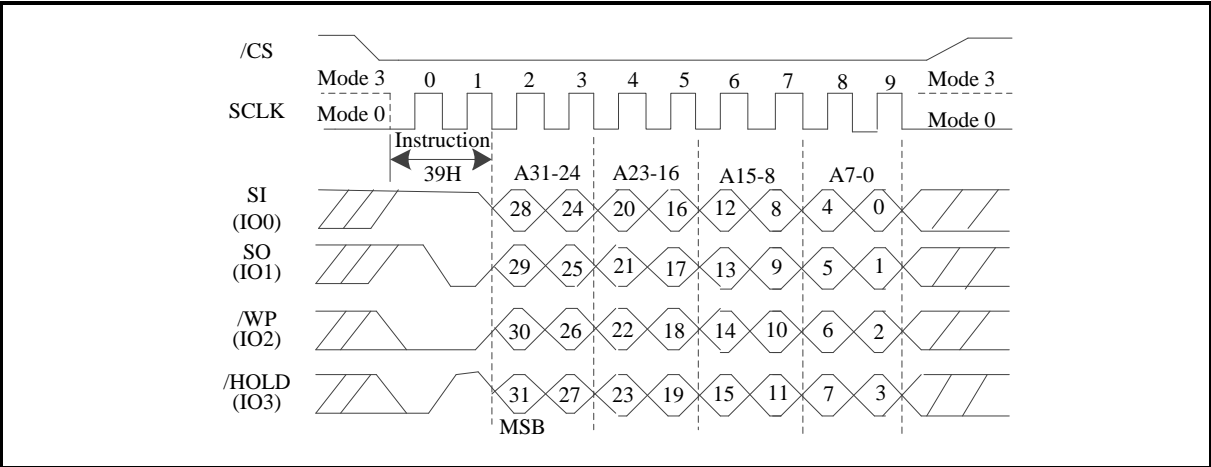 /CS
Mode 3 0 1 2 3 4 5 6 7 8 9 Mode 3
SCLK Mode 0 Mode 0
Instruction
39H A31-24 A23-16 A15-8 A7-0
SI
(IO0)
28 24 20 16 12 8 4 0
SO
(IO1)
29 25 21 17 13 9 5 1
/WP
(IO2)
30 26 22 18 14 10 6 2
/HOLD
(IO3)
31 27 23 19 15 11 7 3
MSB